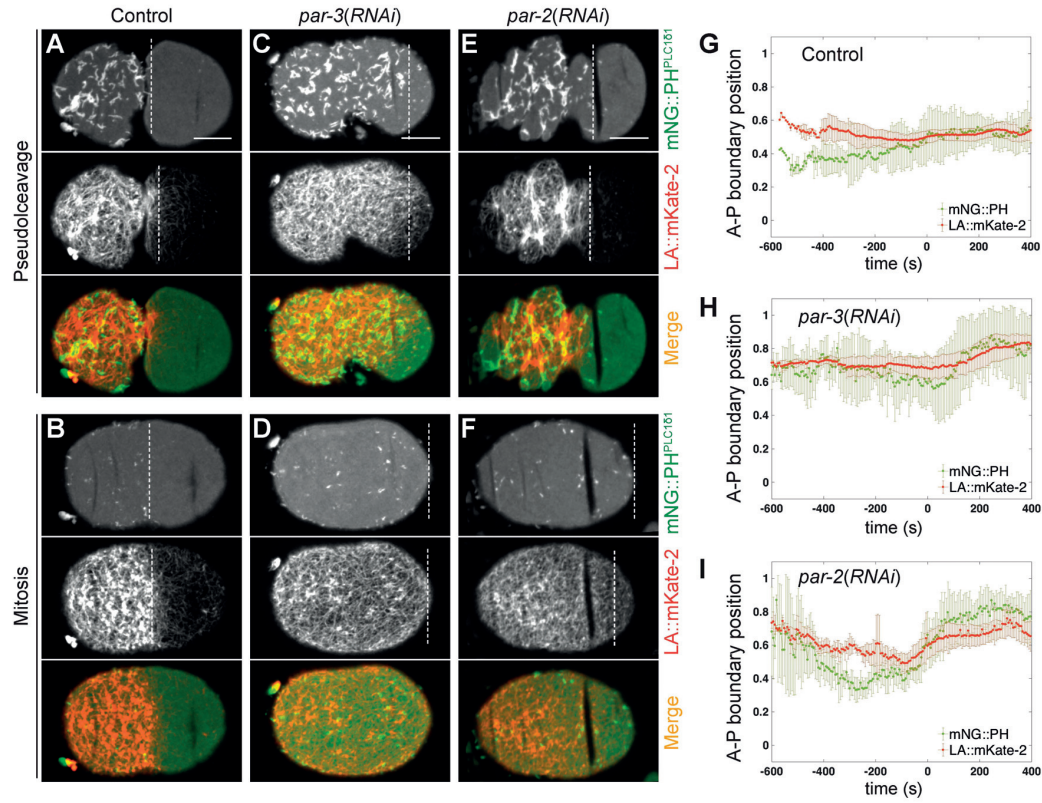 Control
par-3(RNAi)
par-2(RNAi)
Pseudolceavage
A
C
E
mNG::PH^PLC1δ1
LA::mKate-2
Merge
Mitosis
B
D
F
mNG::PH^PLC1δ1
LA::mKate-2
Merge
G
Control
A-P boundary position
1
0.8
0.6
0.4
0.2
0
mNG::PH
LA::mKate-2
-600 -400 -200 0 200 400
time (s)
H
par-3(RNAi)
A-P boundary position
1
0.8
0.6
0.4
0.2
0
mNG::PH
LA::mKate-2
-600 -400 -200 0 200 400
time (s)
I
par-2(RNAi)
A-P boundary position
1
0.8
0.6
0.4
0.2
0
mNG::PH
LA::mKate-2
-600 -400 -200 0 200 400
time (s)